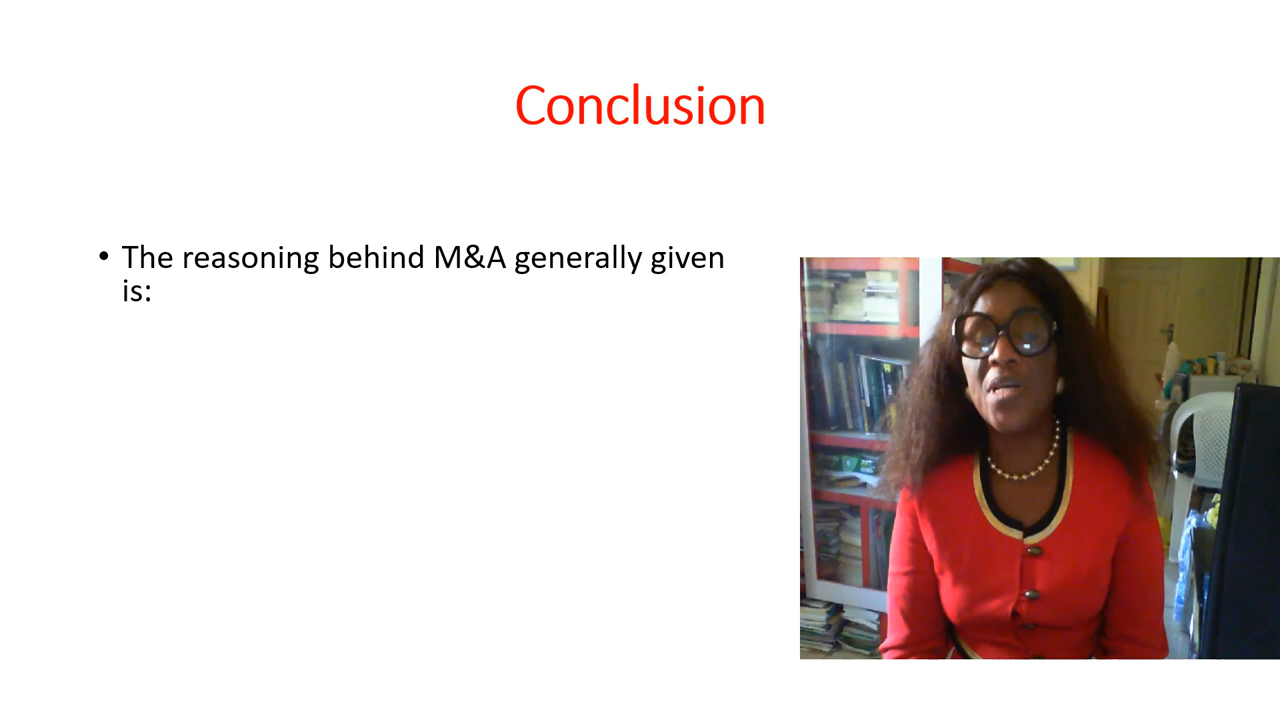 Conclusion
• The reasoning behind M&A generally given
is: